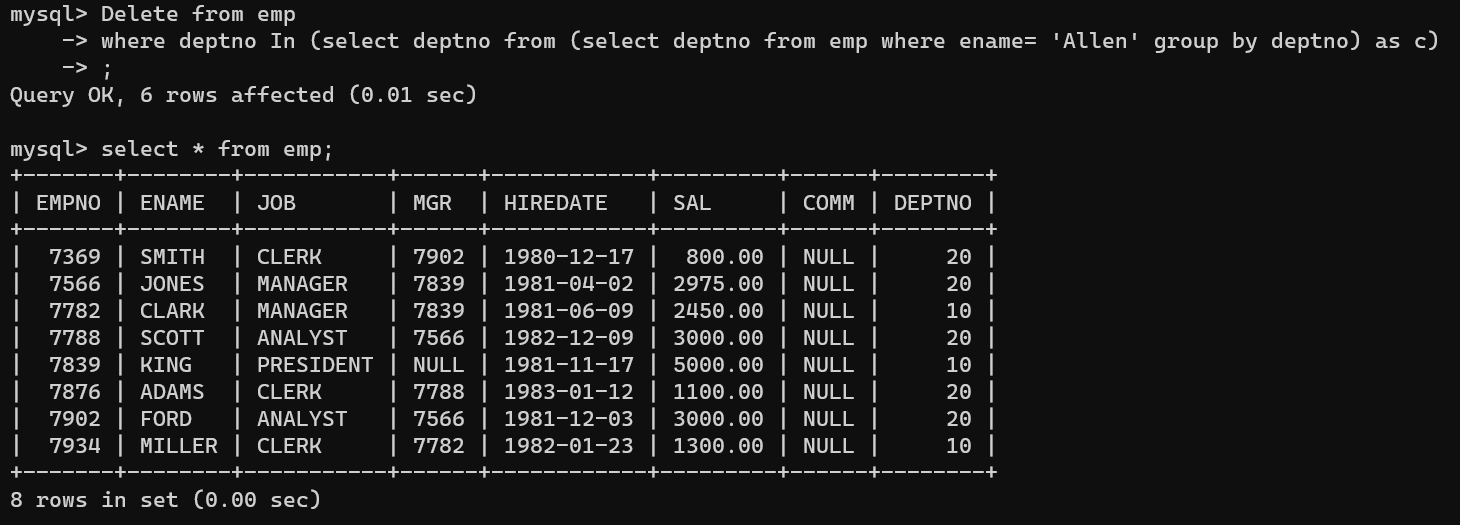 mysql> Delete from emp
    -> where deptno In (select deptno from (select deptno from emp where ename= 'Allen' group by deptno) as c)
    -> ;
Query OK, 6 rows affected (0.01 sec)

mysql> select * from emp;
+-------+--------+-----------+------+------------+---------+------+--------+
| EMPNO | ENAME  | JOB       | MGR  | HIREDATE   | SAL     | COMM | DEPTNO |
+-------+--------+-----------+------+------------+---------+------+--------+
|  7369 | SMITH  | CLERK     | 7902 | 1980-12-17 |  800.00 | NULL |     20 |
|  7566 | JONES  | MANAGER   | 7839 | 1981-04-02 | 2975.00 | NULL |     20 |
|  7782 | CLARK  | MANAGER   | 7839 | 1981-06-09 | 2450.00 | NULL |     10 |
|  7788 | SCOTT  | ANALYST   | 7566 | 1982-12-09 | 3000.00 | NULL |     20 |
|  7839 | KING   | PRESIDENT | NULL | 1981-11-17 | 5000.00 | NULL |     10 |
|  7876 | ADAMS  | CLERK     | 7788 | 1983-01-12 | 1100.00 | NULL |     20 |
|  7902 | FORD   | ANALYST   | 7566 | 1981-12-03 | 3000.00 | NULL |     20 |
|  7934 | MILLER | CLERK     | 7782 | 1982-01-23 | 1300.00 | NULL |     10 |
+-------+--------+-----------+------+------------+---------+------+--------+
8 rows in set (0.00 sec)